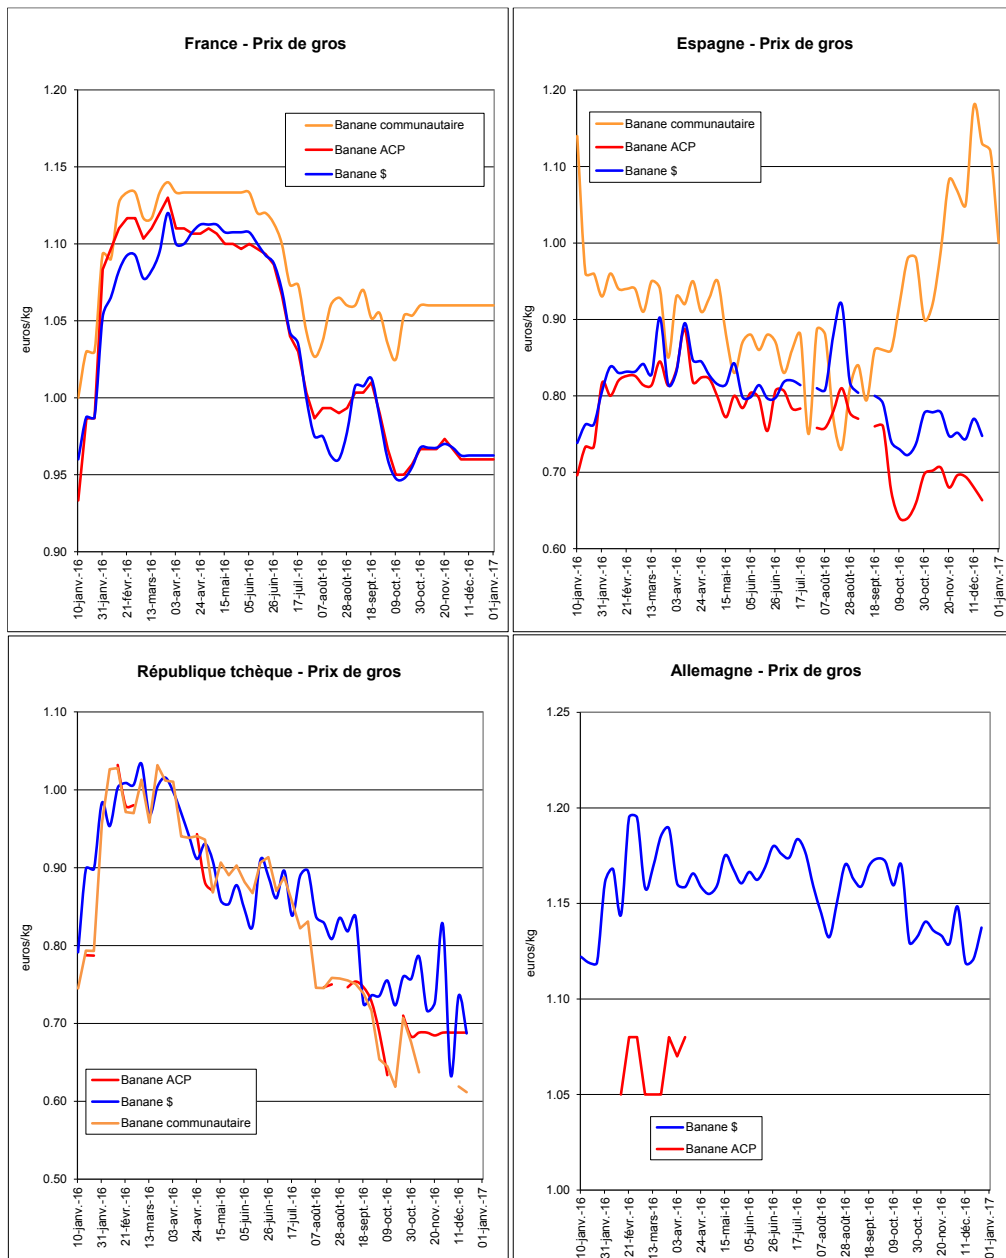 France - Prix de gros
euros/kg
1.20
1.15
1.10
1.05
1.00
0.95
0.90
Banane communautaire
Banane ACP
Banane $
10-janv.-16
31-janv.-16
21-févr.-16
13-mars-16
03-avr.-16
24-avr.-16
15-mai-16
05-juin-16
26-juin-16
17-juil.-16
07-août-16
28-août-16
18-sept.-16
09-oct.-16
30-oct.-16
20-nov.-16
11-déc.-16
01-janv.-17
Espagne - Prix de gros
euros/kg
1.20
1.10
1.00
0.90
0.80
0.70
0.60
Banane communautaire
Banane ACP
Banane $
10-janv.-16
31-janv.-16
21-févr.-16
13-mars-16
03-avr.-16
24-avr.-16
15-mai-16
05-juin-16
26-juin-16
17-juil.-16
07-août-16
28-août-16
18-sept.-16
09-oct.-16
30-oct.-16
20-nov.-16
11-déc.-16
01-janv.-17
République tchèque - Prix de gros
euros/kg
1.10
1.00
0.90
0.80
0.70
0.60
0.50
Banane ACP
Banane $
Banane communautaire
10-janv.-16
31-janv.-16
21-févr.-16
13-mars-16
03-avr.-16
24-avr.-16
15-mai-16
05-juin-16
26-juin-16
17-juil.-16
07-août-16
28-août-16
18-sept.-16
09-oct.-16
30-oct.-16
20-nov.-16
11-déc.-16
01-janv.-17
Allemagne - Prix de gros
euros/kg
1.25
1.20
1.15
1.10
1.05
1.00
Banane $
Banane ACP
10-janv.-16
31-janv.-16
21-févr.-16
13-mars-16
03-avr.-16
24-avr.-16
15-mai-16
05-juin-16
26-juin-16
17-juil.-16
07-août-16
28-août-16
18-sept.-16
09-oct.-16
30-oct.-16
20-nov.-16
11-déc.-16
01-janv.-17